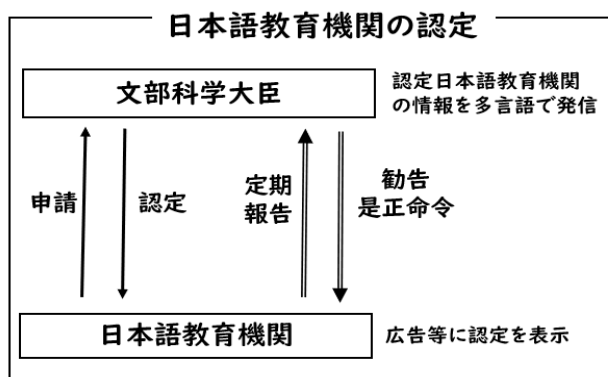 日本語教育機関の認定
文部科学大臣
認定日本語教育機関
の情報を多言語で発信
申請
認定
定期
報告
勧告
是正命令
日本語教育機関
広告等に認定を表示